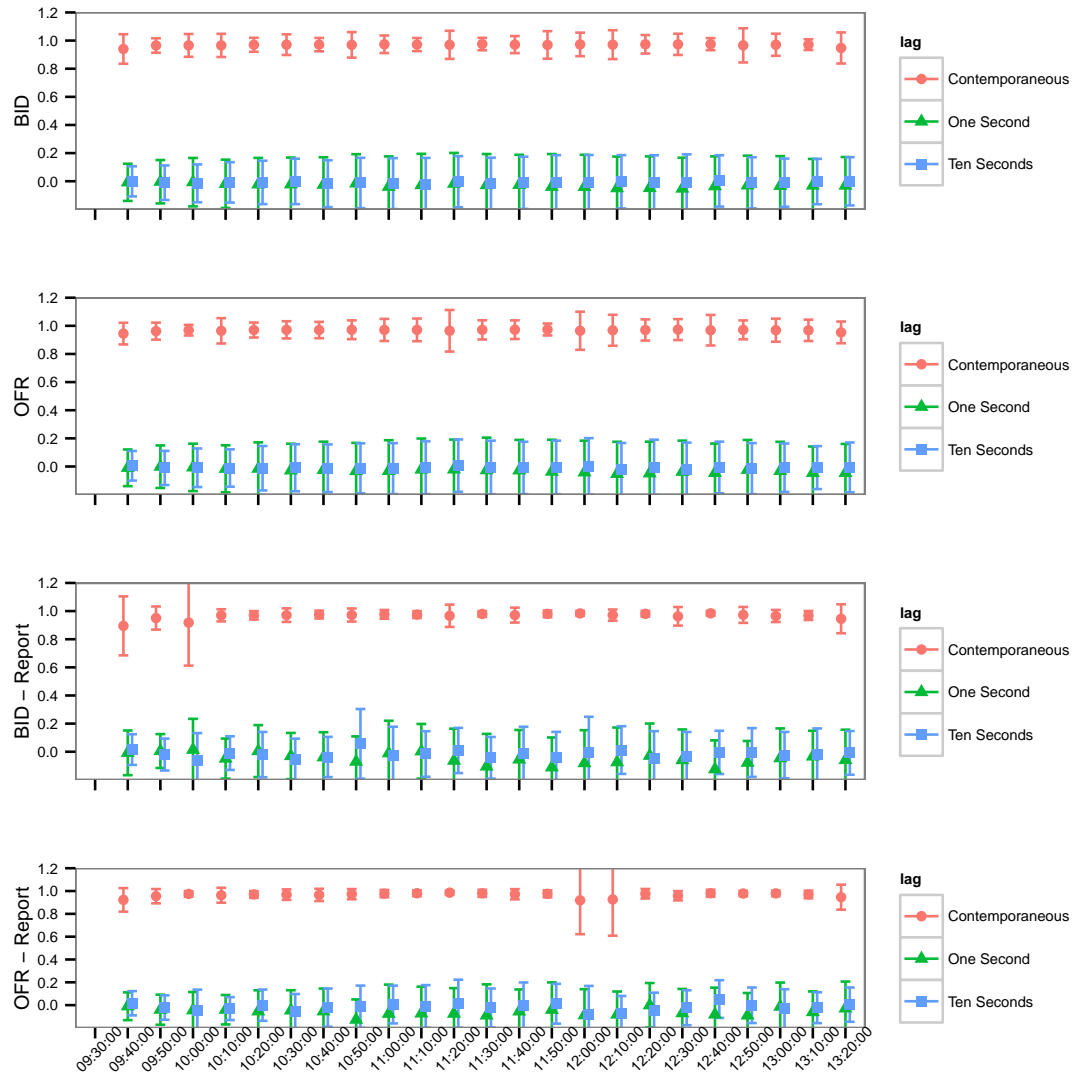 1.2
1.0
0.8
0.6
0.4
0.2
0.0
BID
lag
Contemporaneous
One Second
Ten Seconds
1.2
1.0
0.8
0.6
0.4
0.2
0.0
OFR
lag
Contemporaneous
One Second
Ten Seconds
1.2
1.0
0.8
0.6
0.4
0.2
0.0
BID – Report
lag
Contemporaneous
One Second
Ten Seconds
1.2
1.0
0.8
0.6
0.4
0.2
0.0
OFR – Report
lag
Contemporaneous
One Second
Ten Seconds
09:30:00
09:40:00
09:50:00
10:00:00
10:10:00
10:20:00
10:30:00
10:40:00
10:50:00
11:00:00
11:10:00
11:20:00
11:30:00
11:40:00
11:50:00
12:00:00
12:10:00
12:20:00
12:30:00
12:40:00
12:50:00
13:00:00
13:10:00
13:20:00